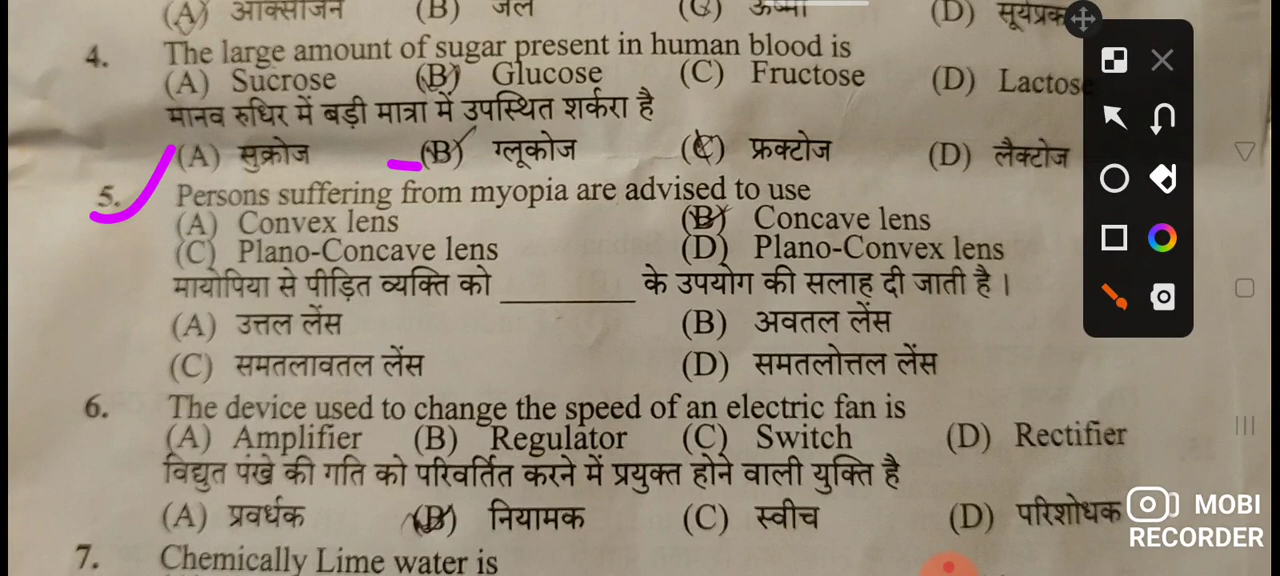 (A) आक्सीजन (B) जल (C) ऊष्मा (D) सूर्यप्रक
4. The large amount of sugar present in human blood is
(A) Sucrose (B) Glucose (C) Fructose (D) Lactose
मानव रुधिर में बड़ी मात्रा में उपस्थित शर्करा है
(A) सुक्रोज (B) ग्लूकोज (C) फ्रक्टोज (D) लैक्टोज
5. Persons suffering from myopia are advised to use
(A) Convex lens (B) Concave lens
(C) Plano-Concave lens (D) Plano-Convex lens
मायोपिया से पीड़ित व्यक्ति को ________ के उपयोग की सलाह दी जाती है ।
(A) उत्तल लेंस (B) अवतल लेंस
(C) समतलावतल लेंस (D) समतलोत्तल लेंस
6. The device used to change the speed of an electric fan is
(A) Amplifier (B) Regulator (C) Switch (D) Rectifier
विद्युत पंखे की गति को परिवर्तित करने में प्रयुक्त होने वाली युक्ति है
(A) प्रवर्धक (B) नियामक (C) स्वीच (D) परिशोधक
MOBI
RECORDER
7. Chemically Lime water is